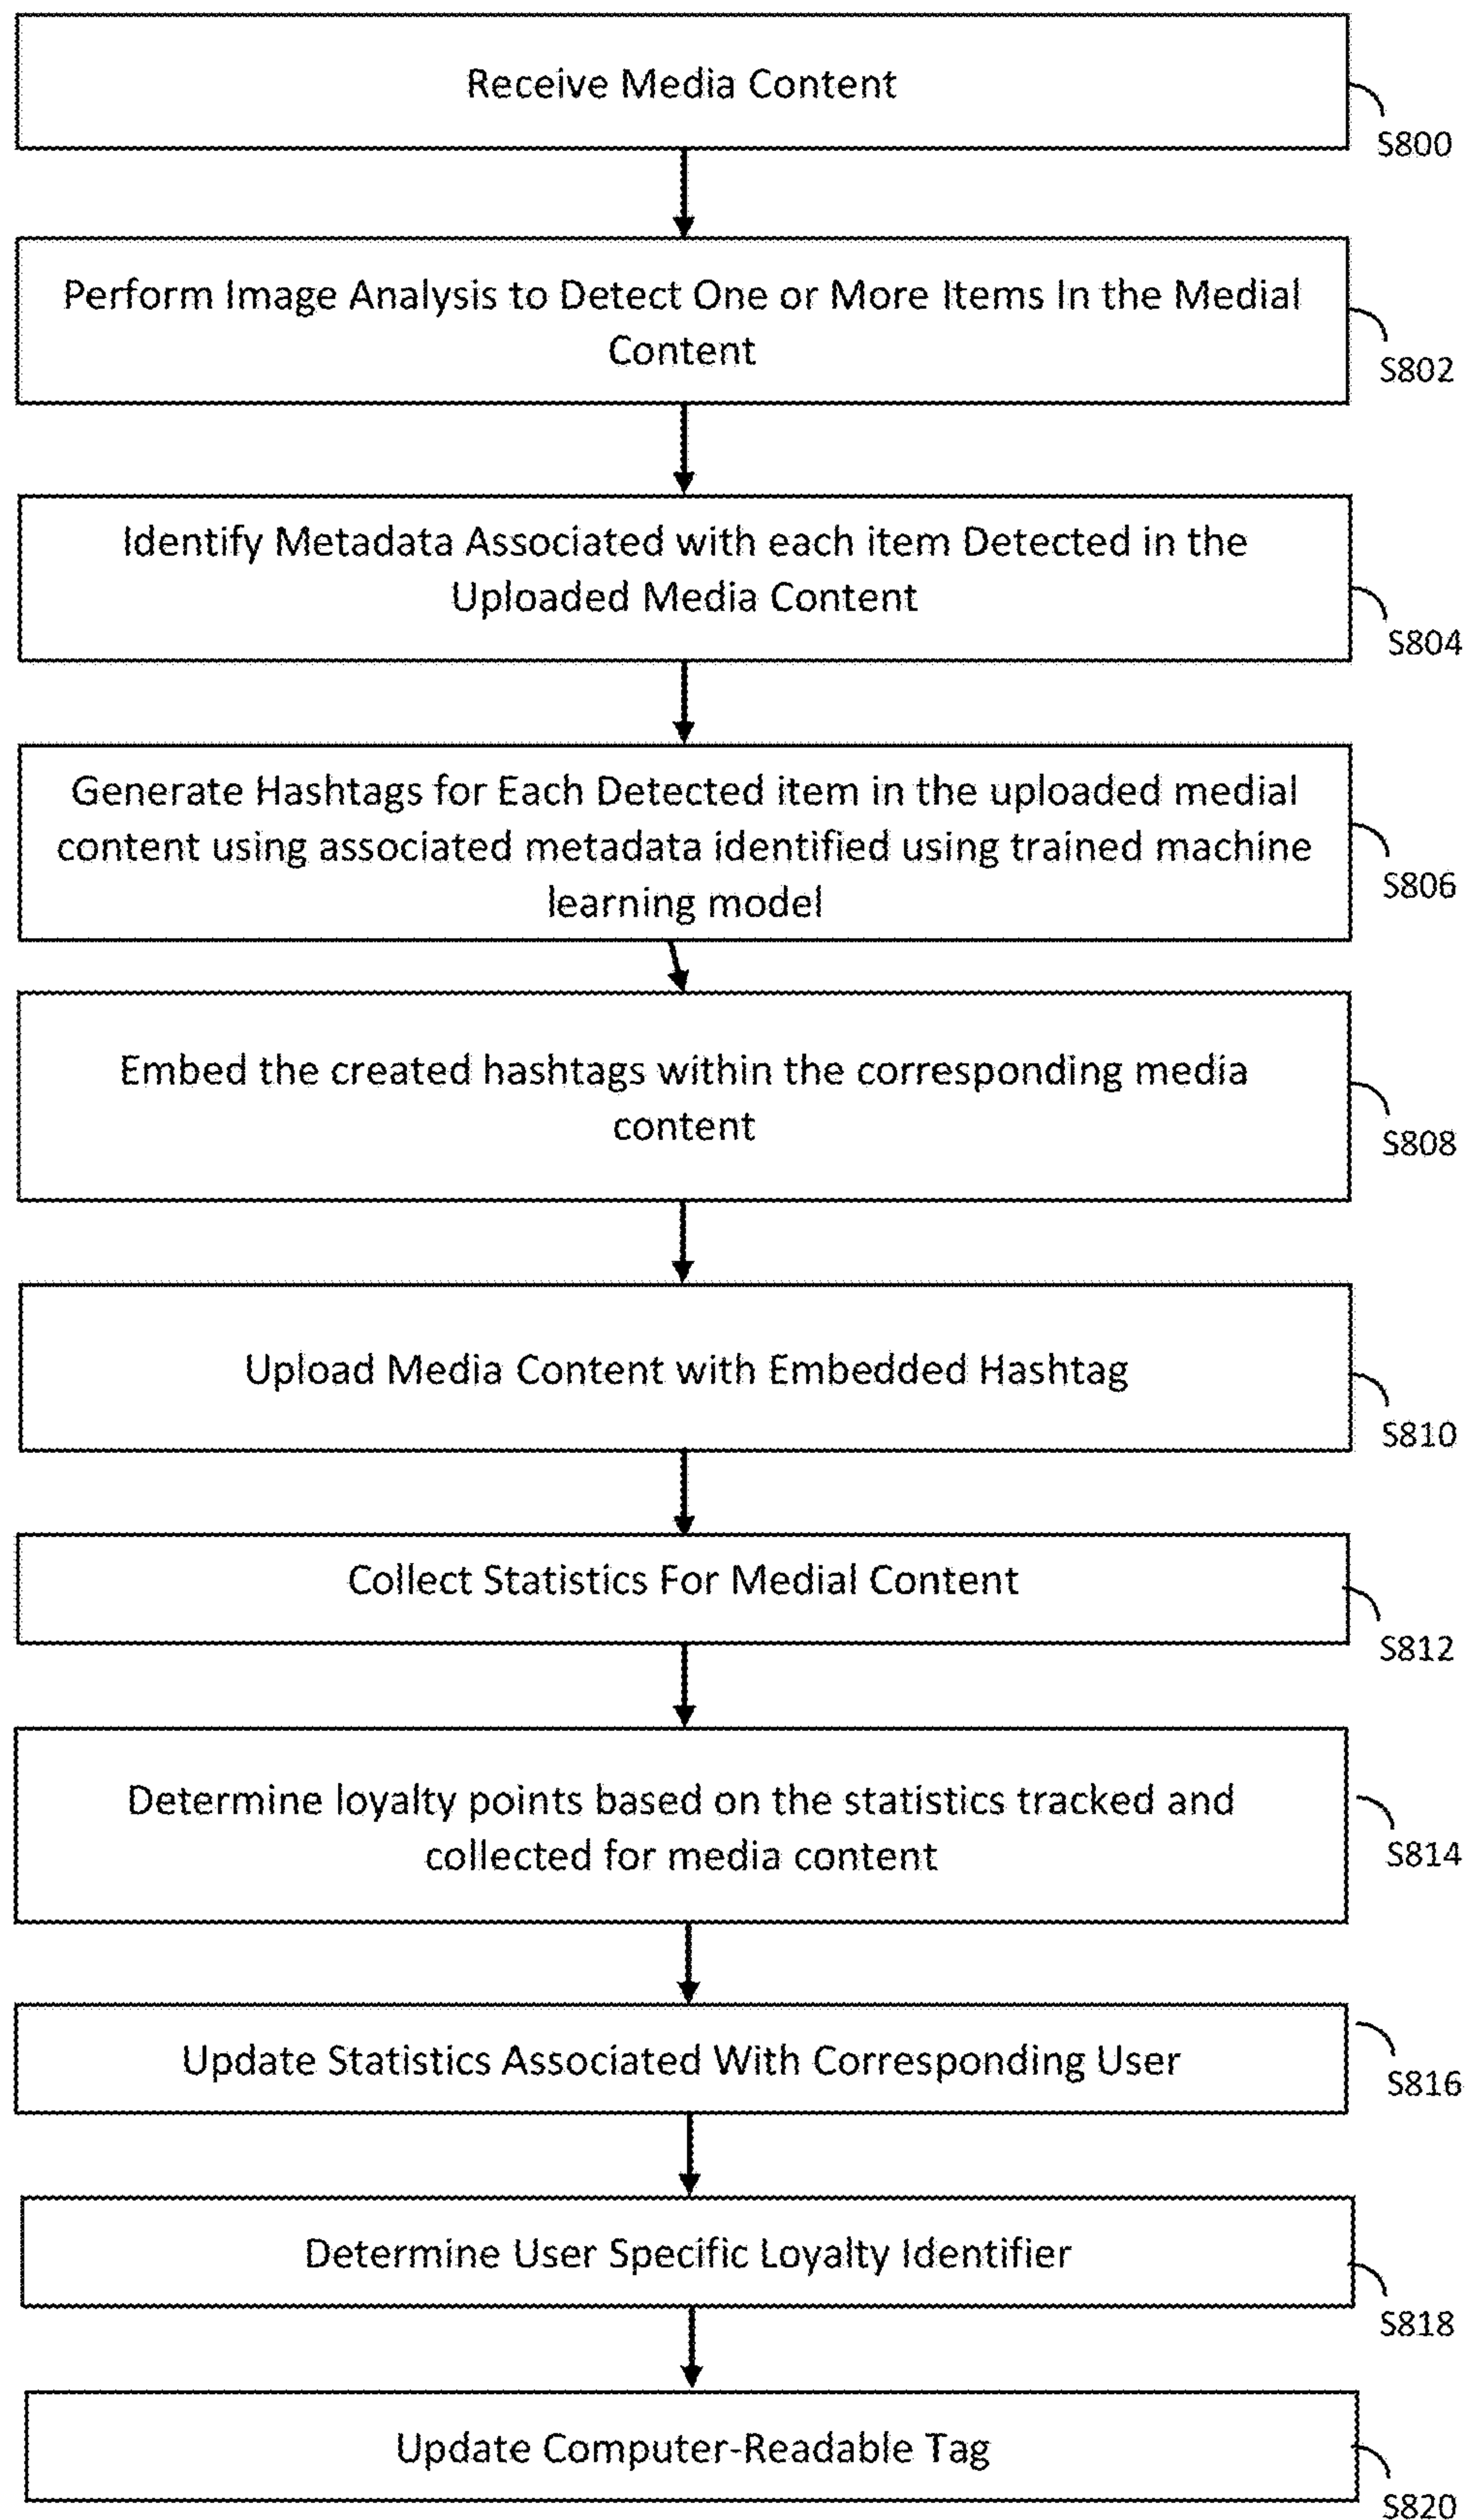 Receive Media Content
S800
Perform Image Analysis to Detect One or More Items In the Medial
Content
S802
Identify Metadata Associated with each item Detected in the
Uploaded Media Content
S804
Generate Hashtags for Each Detected item in the uploaded medial
content using associated metadata identified using trained machine
learning model
S806
Embed the created hashtags within the corresponding media
content
S808
Upload Media Content with Embedded Hashtag
S810
Collect Statistics For Medial Content
S812
Determine loyalty points based on the statistics tracked and
collected for media content
S814
Update Statistics Associated With Corresponding User
S816
Determine User Specific Loyalty Identifier
S818
Update Computer-Readable Tag
S820